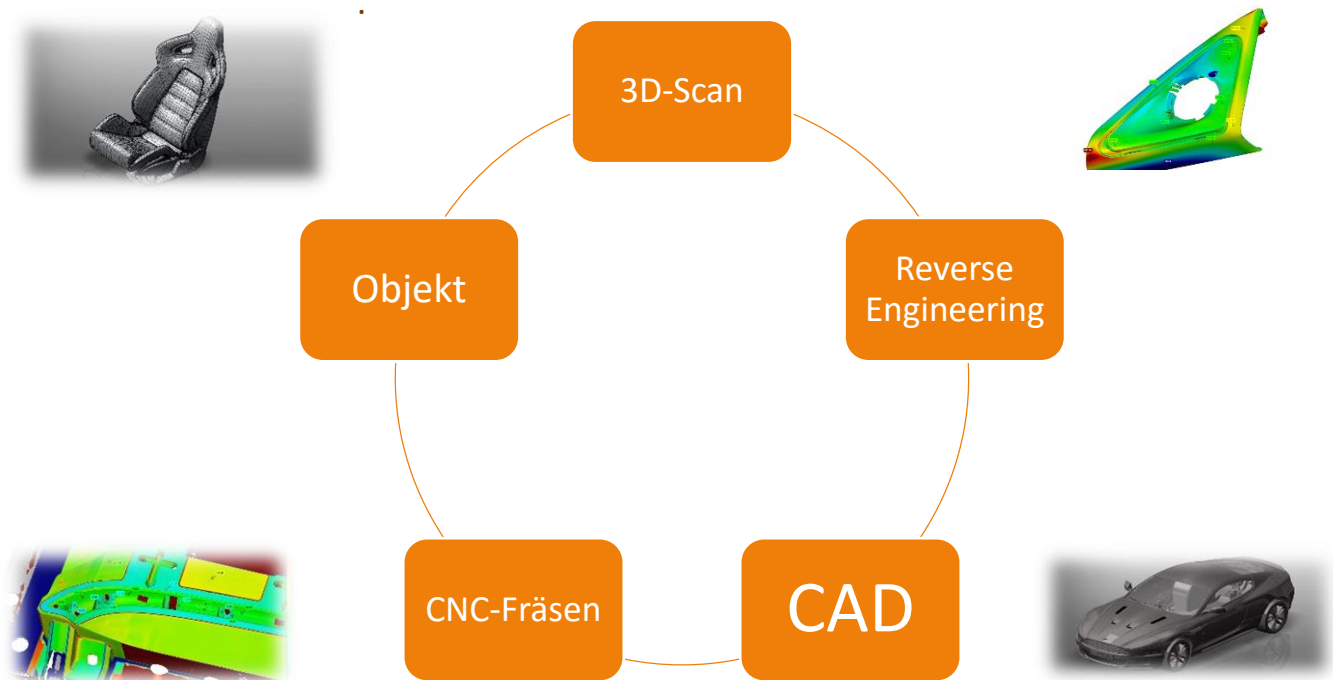 3D-Scan
Reverse
Engineering
CAD
CNC-Fräsen
Objekt